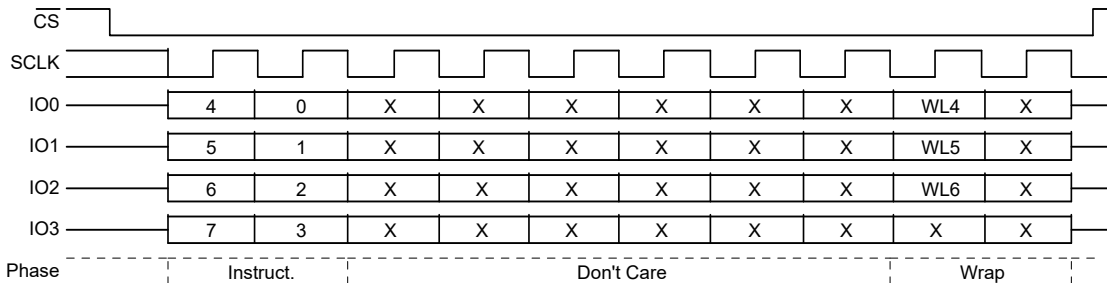 CS
SCLK
IO0 4 0 X X X X X X WL4 X
IO1 5 1 X X X X X X WL5 X
IO2 6 2 X X X X X X WL6 X
IO3 7 3 X X X X X X X X
Phase Instruct. Don't Care Wrap